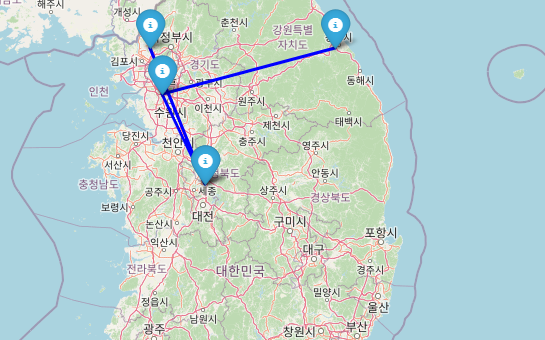 해주시
개성시
춘천시
정부시
강원특별
자치도
김포시
경기도
동해시
인천
이천시
원주시
제천시
태백시
당진시
천안
충주시
영주시
서산시
충청남도
공주시
세종
북도
상주시
안동시
경상북도
보령시
대전
논산시
구미시
포항시
익산시
대구
경주시
전라북도
대한민국
정읍시
밀양시
울산
남원시
광주
창원시
부산